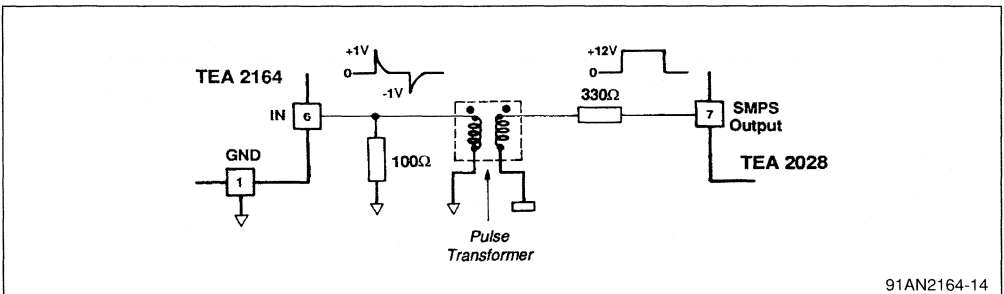 +1V
0
-1V
+12V
0
TEA 2164
IN
6
330Ω
7
SMPS
Output
GND
1
100Ω
TEA 2028
Pulse
Transformer
91AN2164-14